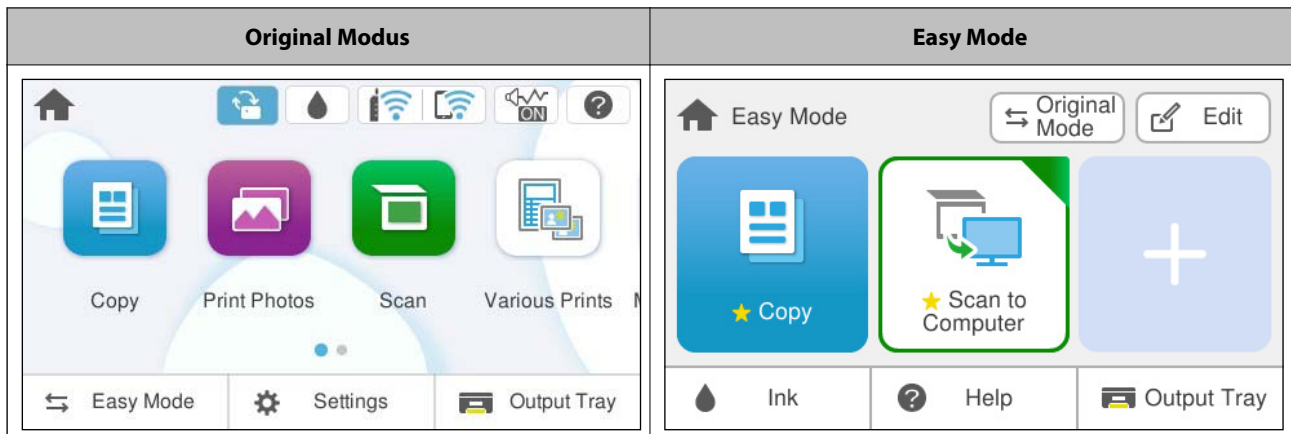 Original Modus
Easy Mode
ON
?
Copy
Print Photos
Scan
Various Prints
Easy Mode
Settings
Output Tray
Easy Mode
Original
Mode
Edit
Copy
Scan to
Computer
Ink
? Help
Output Tray